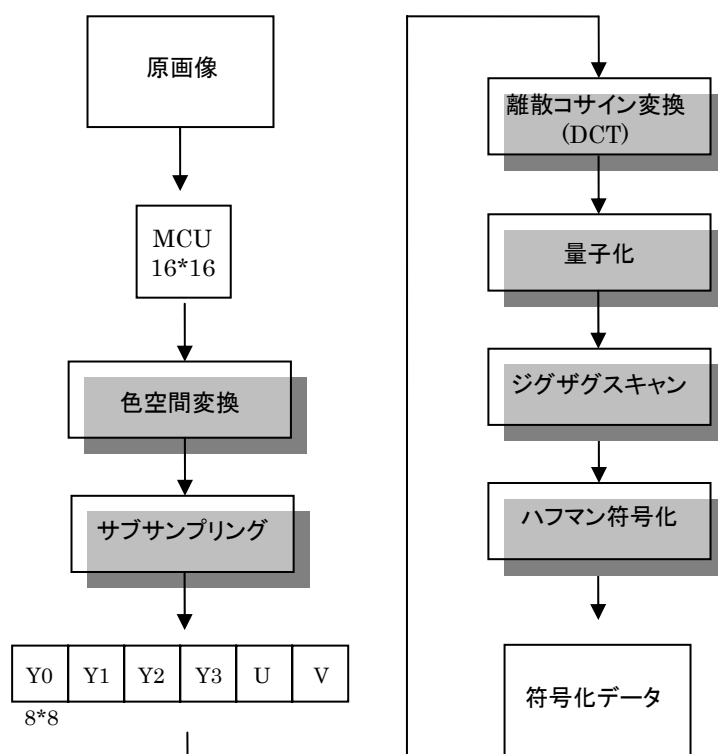 原画像
MCU
16*16
色空間変換
サブサンプリング
Y0 Y1 Y2 Y3 U V
8*8
離散コサイン変換
(DCT)
量子化
ジグザグスキャン
ハフマン符号化
符号化データ